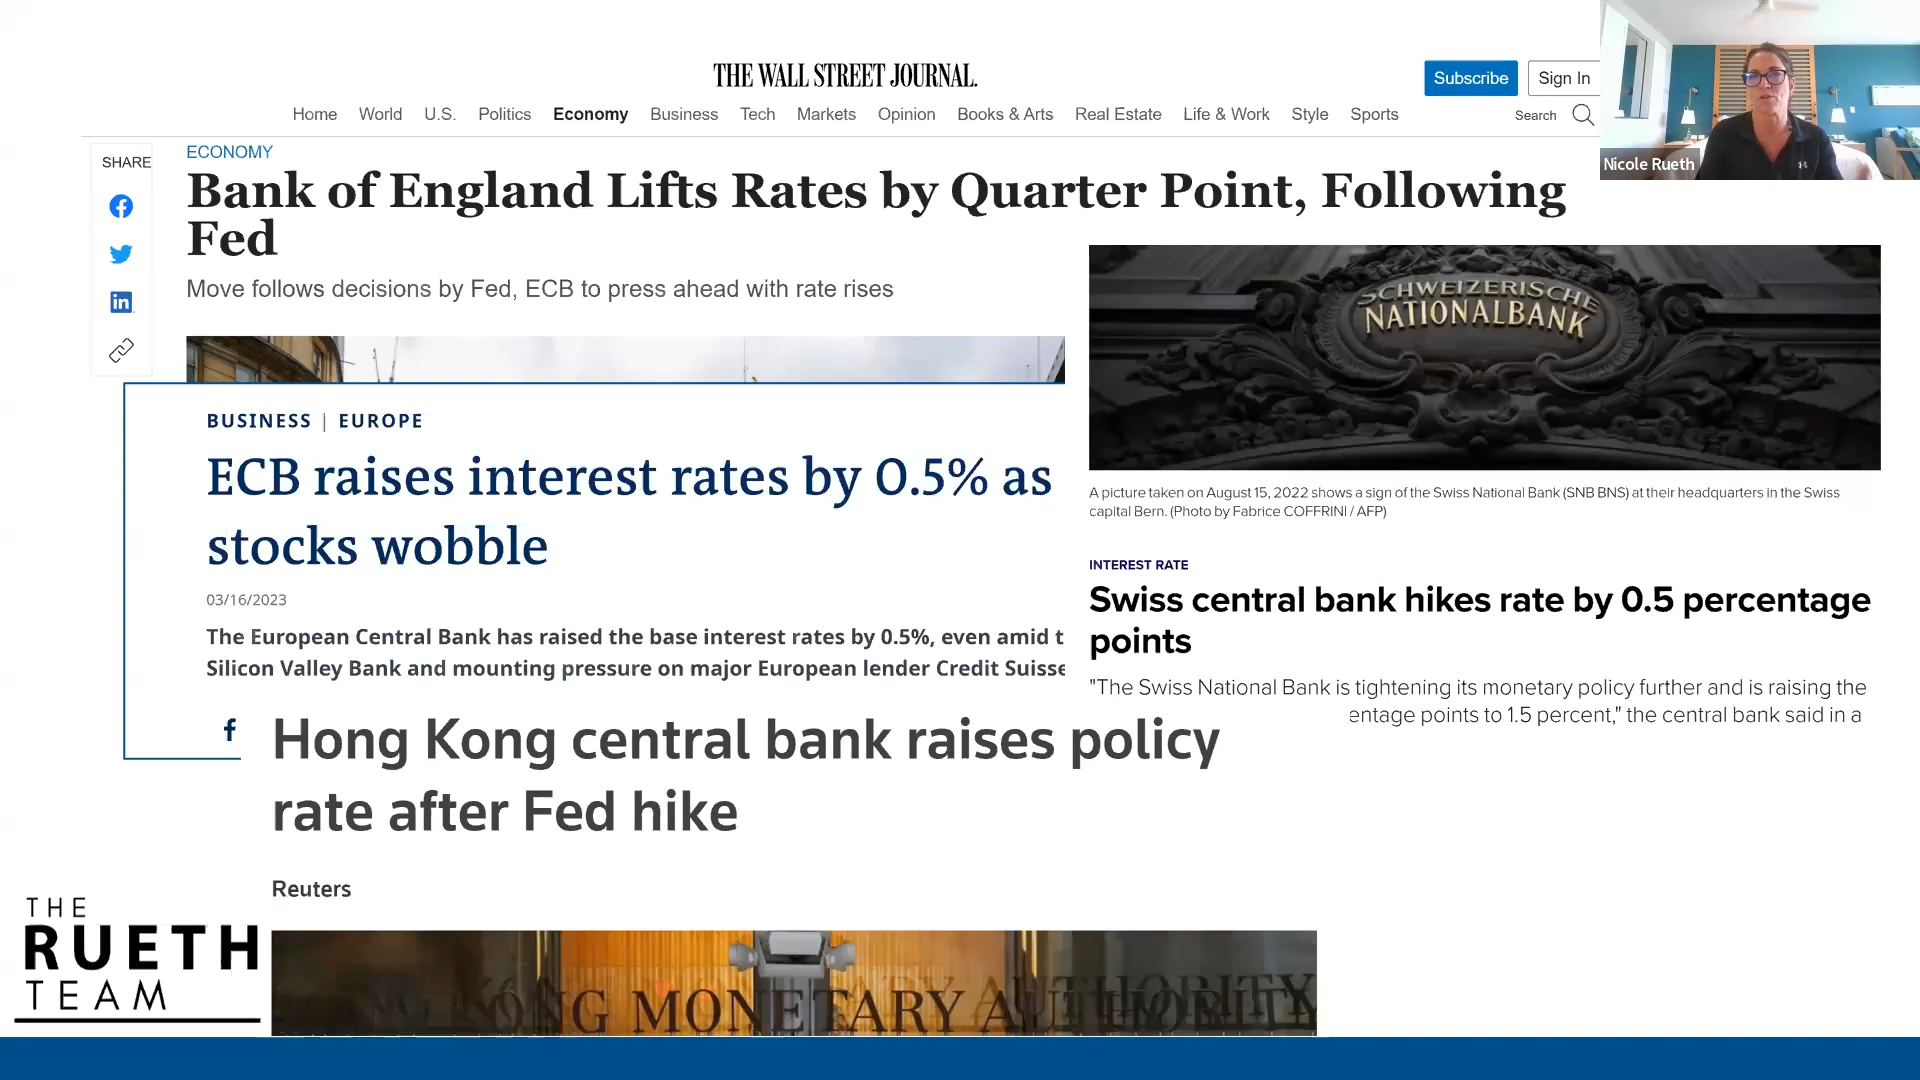 THE WALL STREET JOURNAL.
Subscribe
Sign In
Home World U.S. Politics Economy Business Tech Markets Opinion Books & Arts Real Estate Life & Work Style Sports
Search
Nicole Rueth
SHARE
ECONOMY
Bank of England Lifts Rates by Quarter Point, Following
Fed
Move follows decisions by Fed, ECB to press ahead with rate rises
in
SCHWEIZERISCHE
NATIONALBANK
A picture taken on August 15, 2022 shows a sign of the Swiss National Bank (SNB BNS) at their headquarters in the Swiss
capital Bern. (Photo by Fabrice COFFRINI / AFP)
INTEREST RATE
Swiss central bank hikes rate by 0.5 percentage
points
"The Swiss National Bank is tightening its monetary policy further and is raising the
entage points to 1.5 percent," the central bank said in a
BUSINESS | EUROPE
ECB raises interest rates by 0.5% as
stocks wobble
03/16/2023
The European Central Bank has raised the base interest rates by 0.5%, even amid t
Silicon Valley Bank and mounting pressure on major European lender Credit Suisse
f
Hong Kong central bank raises policy
rate after Fed hike
Reuters
KONG MONETARY AUTHORITY
THE
RUETH
TEAM